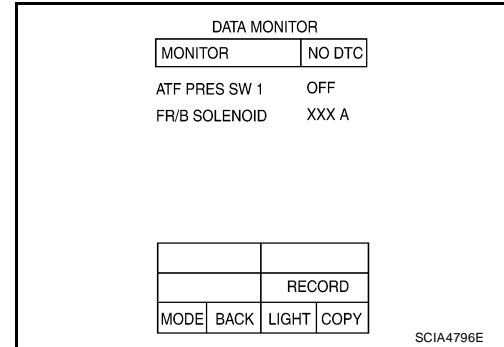 DATA MONITOR
MONITOR NO DTC
ATF PRES SW 1 OFF
FR/B SOLENOID XXX A
RECORD
MODE BACK LIGHT COPY
SCIA4796E